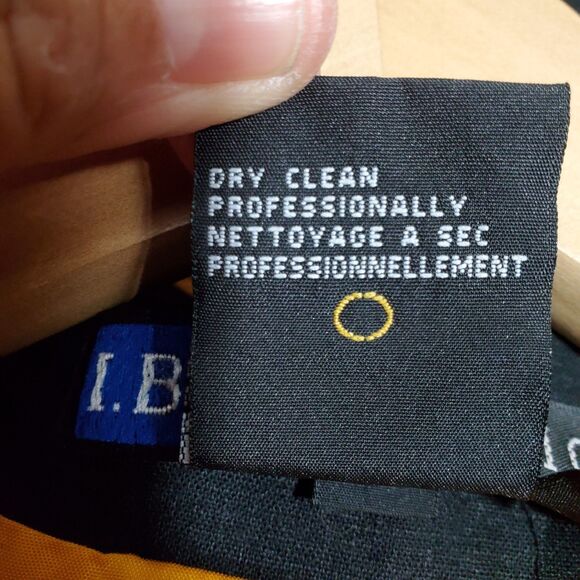 DRY CLEAN
PROFESSIONALLY
NETTOYAGE A SEC
PROFESSIONNELLEMENT
I.B